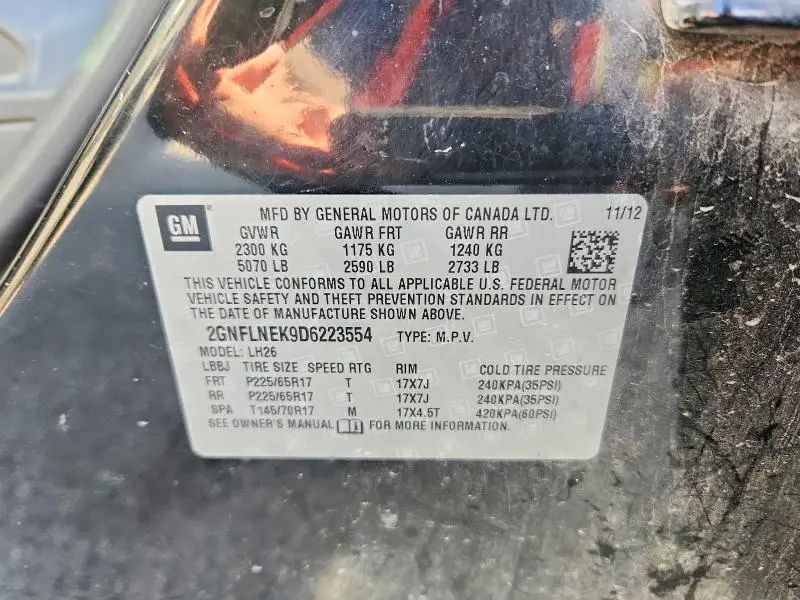 GM
MFD BY GENERAL MOTORS OF CANADA LTD. 11/12
GVWR GAWR FRT GAWR RR
2300 KG 1175 KG 1240 KG
5070 LB 2590 LB 2733 LB
THIS VEHICLE CONFORMS TO ALL APPLICABLE U.S. FEDERAL MOTOR
VEHICLE SAFETY AND THEFT PREVENTION STANDARDS IN EFFECT ON
THE DATE OF MANUFACTURE SHOWN ABOVE.
2GNFLNEK9D6223554 TYPE: M.P.V.
MODEL: LH26
LBBJ TIRE SIZE SPEED RTG RIM COLD TIRE PRESSURE
FRT P225/65R17 T 17X7J 240KPA(35PSI)
RR P225/65R17 T 17X7J 240KPA(35PSI)
SPA T145/70R17 M 17X4.5T 420KPA(60PSI)
SEE OWNER'S MANUAL FOR MORE INFORMATION.